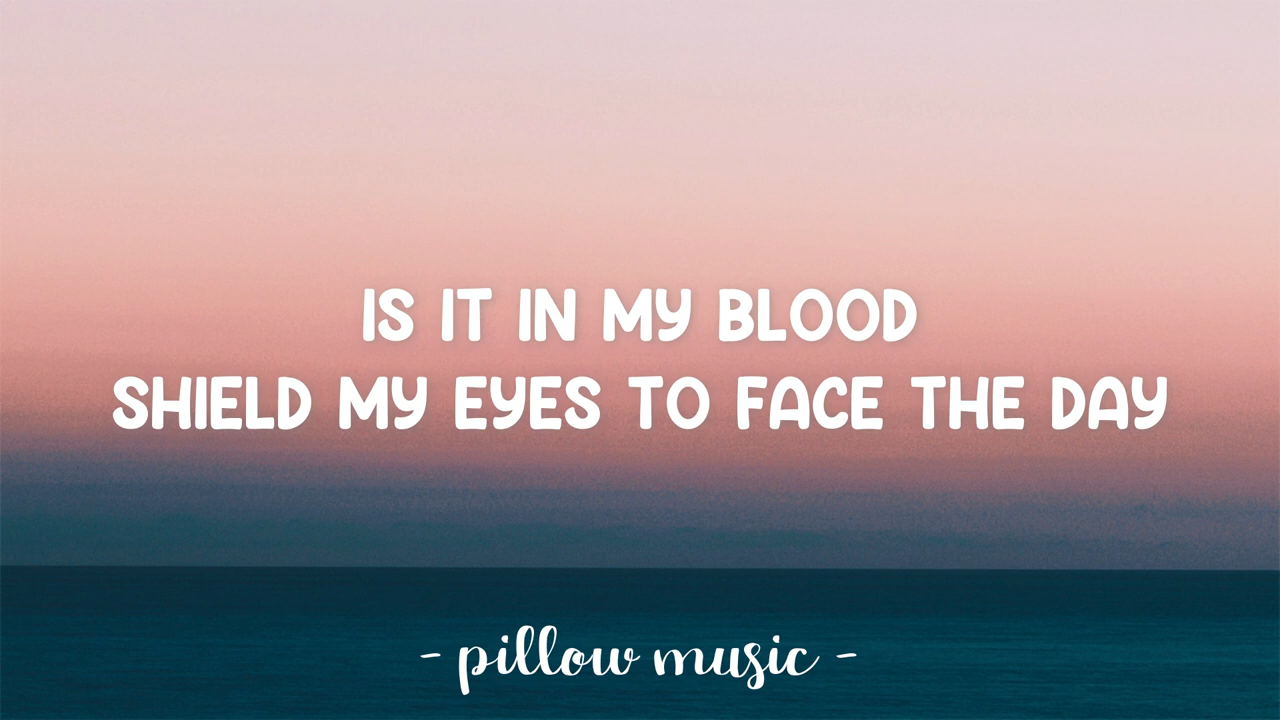 IS IT IN MY BLOOD
SHIELD MY EYES TO FACE THE DAY
- pillow music -